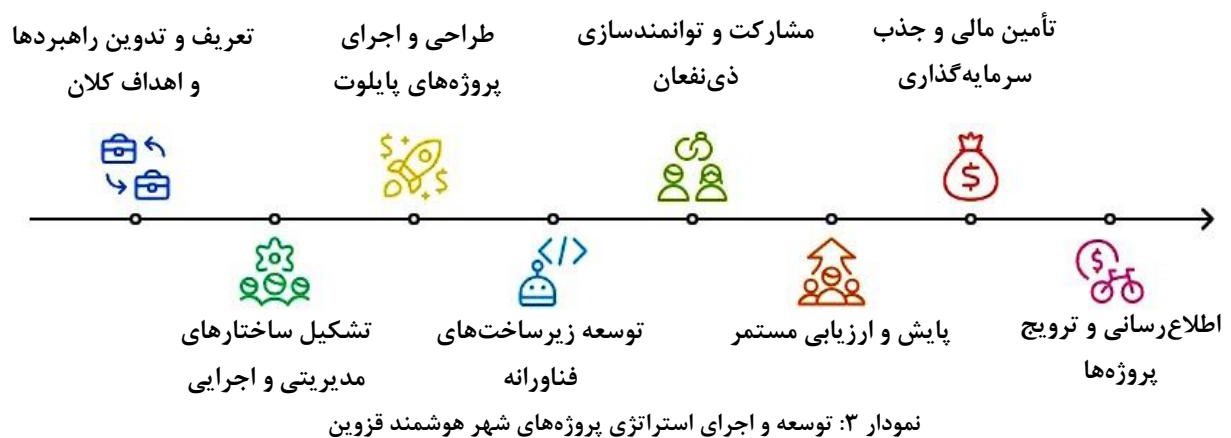 تعریف و تدوین راهبردها
و اهداف کلان
طراحی و اجرای
پروژه‌های پایلوت
مشارکت و توانمندسازی
ذی‌نفعان
تأمین مالی و جذب
سرمایه‌گذاری
تشکیل ساختارهای
مدیریتی و اجرایی
توسعه زیرساخت‌های
فناورانه
پایش و ارزیابی مستمر
اطلاع‌رسانی و ترویج
پروژه‌ها
نمودار ۳: توسعه و اجرای استراتژی پروژه‌های شهر هوشمند قزوین